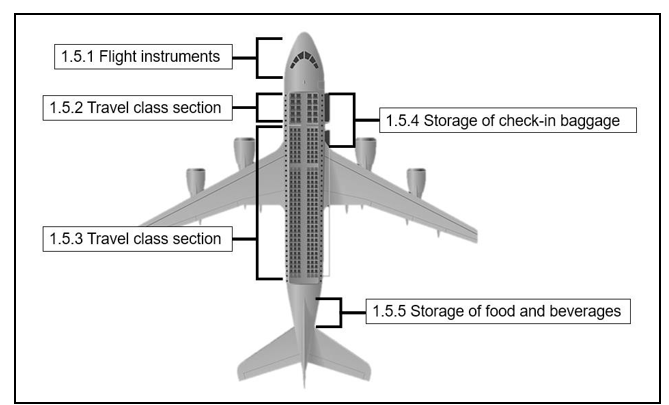 1.5.1 Flight instruments
1.5.2 Travel class section
1.5.4 Storage of check-in baggage
1.5.3 Travel class section
1.5.5 Storage of food and beverages